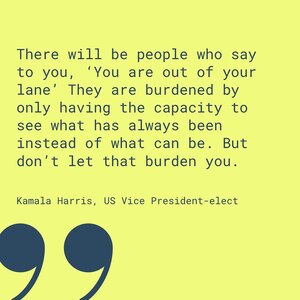 There will be people who say
to you, ‘You are out of your
lane’ They are burdened by
only having the capacity to
see what has always been
instead of what can be. But
don’t let that burden you.
Kamala Harris, US Vice President-elect
”